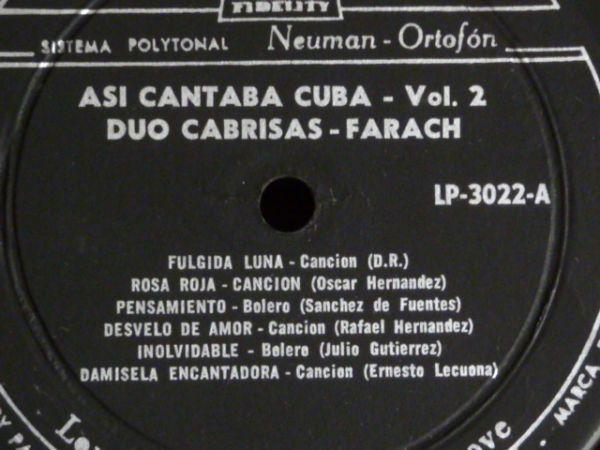 FIDELITY
SISTEMA POLYTONAL Neuman - Ortofón
ASI CANTABA CUBA - Vol. 2
DUO CABRISAS - FARACH
LP-3022-A
FULGIDA LUNA - Cancion (D.R.)
ROSA ROJA - CANCION (Oscar Hernandez)
PENSAMIENTO - Bolero (Sanchez de Fuentes)
DESVELO DE AMOR - Cancion (Rafael Hernandez)
INOLVIDABLE - Bolero (Julio Gutierrez)
DAMISELA ENCANTADORA - Cancion (Ernesto Lecuona)
MARCA